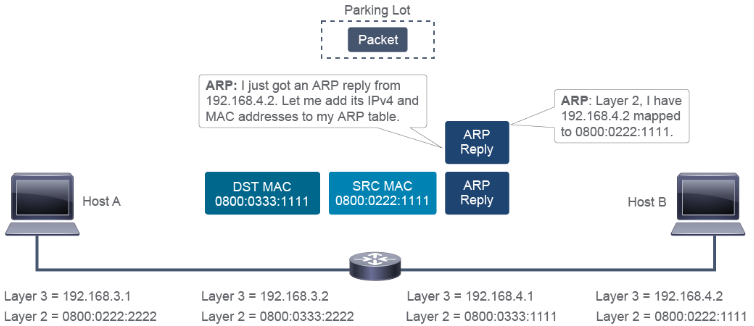 Parking Lot
Packet
ARP: I just got an ARP reply from
192.168.4.2. Let me add its IPv4 and
MAC addresses to my ARP table.
ARP: Layer 2, I have
192.168.4.2 mapped
to 0800:0222:1111.
ARP
Reply
DST MAC
0800:0333:1111
SRC MAC
0800:0222:1111
ARP
Reply
Host A
Host B
Layer 3 = 192.168.3.1
Layer 2 = 0800:0222:2222
Layer 3 = 192.168.3.2
Layer 2 = 0800:0333:2222
Layer 3 = 192.168.4.1
Layer 2 = 0800:0333:1111
Layer 3 = 192.168.4.2
Layer 2 = 0800:0222:1111